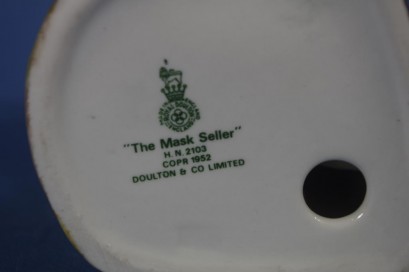 "The Mask Seller"
H.N. 2103
COPR 1952
DOULTON & CO LIMITED